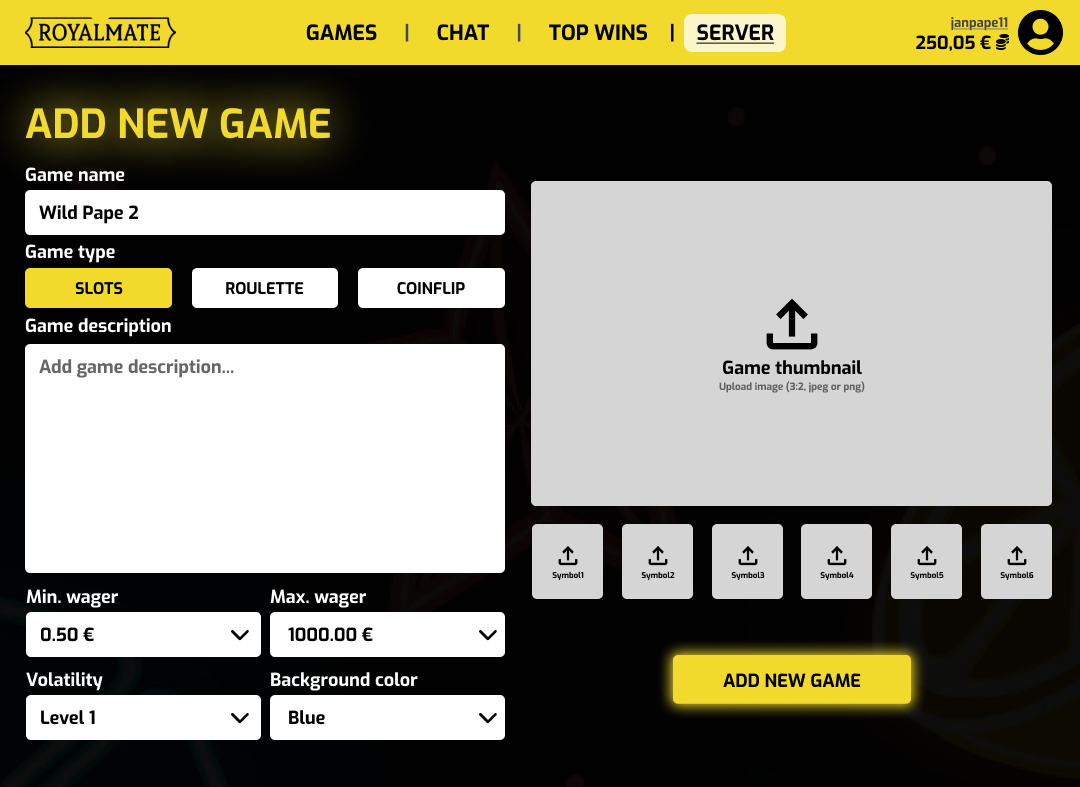 ROYALMATE
GAMES | CHAT | TOP WINS | SERVER
janpape11
250,05 €
ADD NEW GAME
Game name
Wild Pape 2
Game type
SLOTS ROULETTE COINFLIP
Game description
Add game description...
Min. wager Max. wager
0.50 € 1000.00 €
Volatility Background color
Level 1 Blue
Game thumbnail
Upload image (3:2, jpeg or png)
Symbol1 Symbol2 Symbol3 Symbol4 Symbol5 Symbol6
ADD NEW GAME